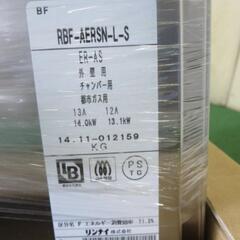 BF
RBF-AERSN-L-S
ER-AS
外壁用
チャンバー用
都市ガス用
13A 12A
14.0kW 13.1kW
14.11-012159
KG
PS
TG
リンナイ株式会社